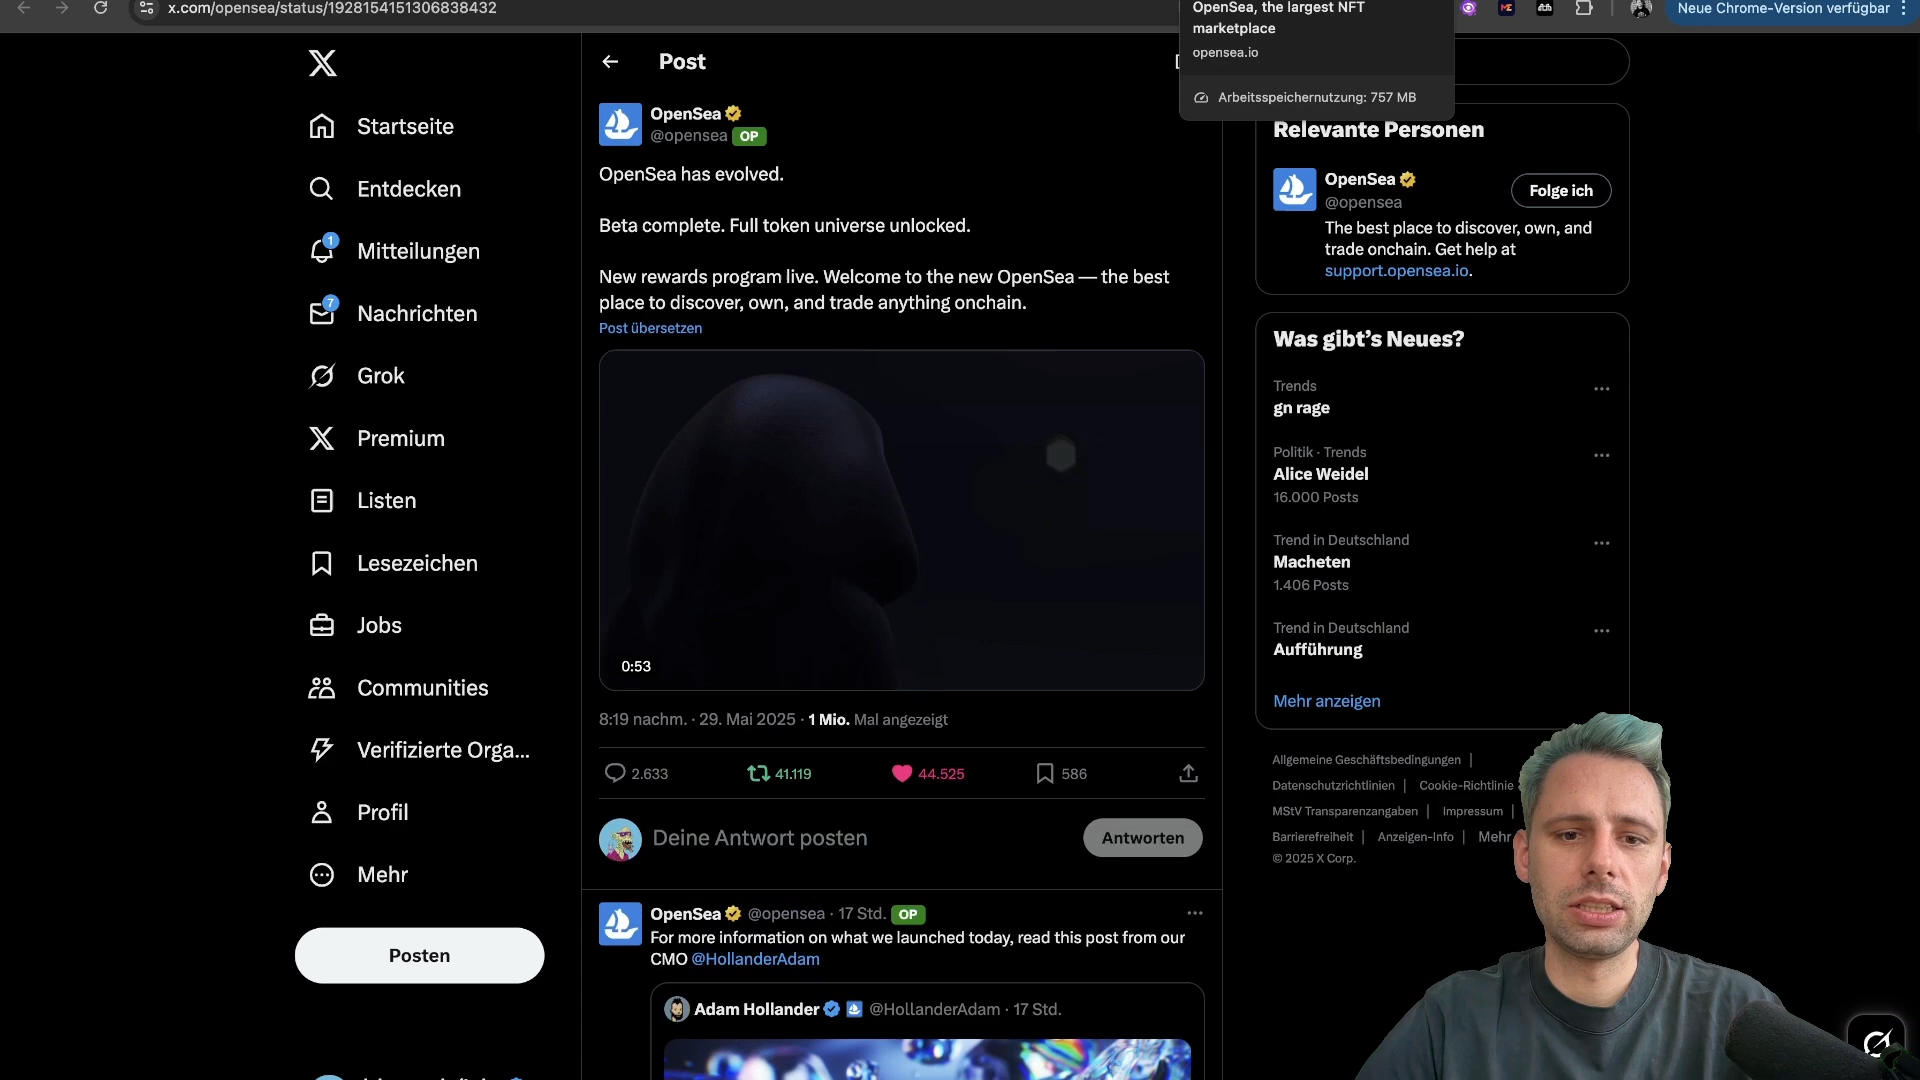 x.com/opensea/status/1928154151306838432
OpenSea, the largest NFT
marketplace
opensea.io
Arbeitsspeichernutzung: 757 MB
Neue Chrome-Version verfügbar
Startseite
Entdecken
1
Mitteilungen
7
Nachrichten
Grok
Premium
Listen
Lesezeichen
Jobs
Communities
Verifizierte Orga...
Profil
Mehr
Posten
Post
OpenSea
@opensea OP
OpenSea has evolved.
Beta complete. Full token universe unlocked.
New rewards program live. Welcome to the new OpenSea — the best
place to discover, own, and trade anything onchain.
Post übersetzen
0:53
8:19 nachm. · 29. Mai 2025 · 1 Mio. Mal angezeigt
2.633 41.119 44.525 586
Deine Antwort posten
Antworten
OpenSea @opensea · 17 Std. OP
For more information on what we launched today, read this post from our
CMO @HollanderAdam
Adam Hollander @HollanderAdam · 17 Std.
Relevante Personen
OpenSea
@opensea
Folge ich
The best place to discover, own, and
trade onchain. Get help at
support.opensea.io.
Was gibt's Neues?
Trends
gn rage
Politik · Trends
Alice Weidel
16.000 Posts
Trend in Deutschland
Macheten
1.406 Posts
Trend in Deutschland
Aufführung
Mehr anzeigen
Allgemeine Geschäftsbedingungen |
Datenschutzrichtlinien | Cookie-Richtlinie
MStV Transparenzangaben | Impressum |
Barrierefreiheit | Anzeigen-Info | Mehr
© 2025 X Corp.